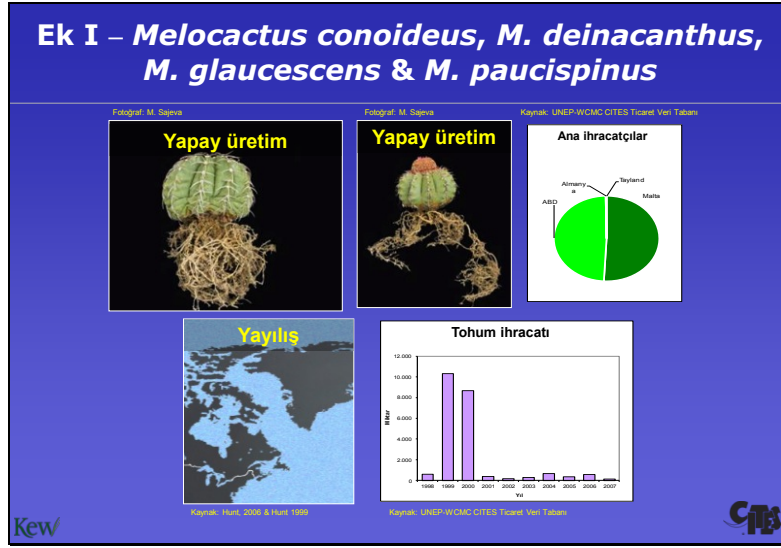 Ek I – Melocactus conoideus, M. deinacanthus,
M. glaucescens & M. paucispinus
Fotoğraf: M. Sajeva
Yapay üretim
Fotoğraf: M. Sajeva
Yapay üretim
Kaynak: UNEP-WCMC CITES Ticaret Veri Tabanı
Ana ihracatçılar
Tayland
Almany
a
Malta
ABD
Yayılış
Kaynak: Hunt, 2006 & Hunt 1999
Tohum ihracatı
12.000
10.000
8.000
6.000
4.000
2.000
0
Miktar
1998 1999 2000 2001 2002 2003 2004 2005 2006 2007
Yıl
Kaynak: UNEP-WCMC CITES Ticaret Veri Tabanı
Kew
CITES